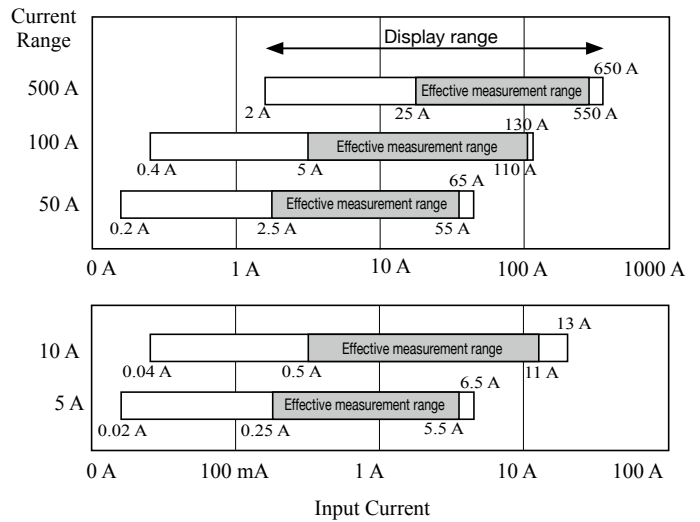 Current
Range
Display range
650 A
500 A
Effective measurement range
2 A
25 A
550 A
130 A
100 A
Effective measurement range
0.4 A
5 A
110 A
65 A
50 A
Effective measurement range
0.2 A
2.5 A
55 A
0 A
1 A
10 A
100 A
1000 A
13 A
10 A
Effective measurement range
0.04 A
0.5 A
11 A
6.5 A
5 A
Effective measurement range
0.02 A
0.25 A
5.5 A
0 A
100 mA
1 A
10 A
100 A
Input Current